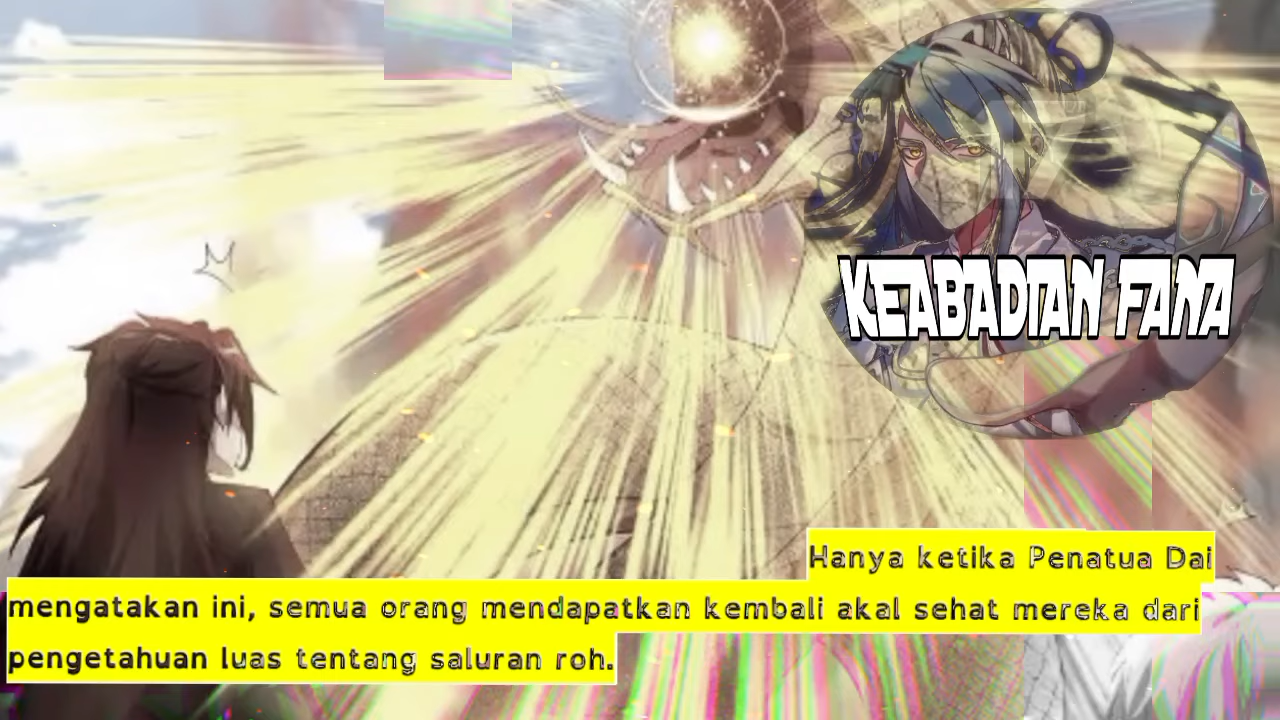 KEABADIAN FANA
Hanya ketika Penatua Dai
mengatakan ini, semua orang mendapatkan kembali akal sehat mereka dari
pengetahuan luas tentang saluran roh.